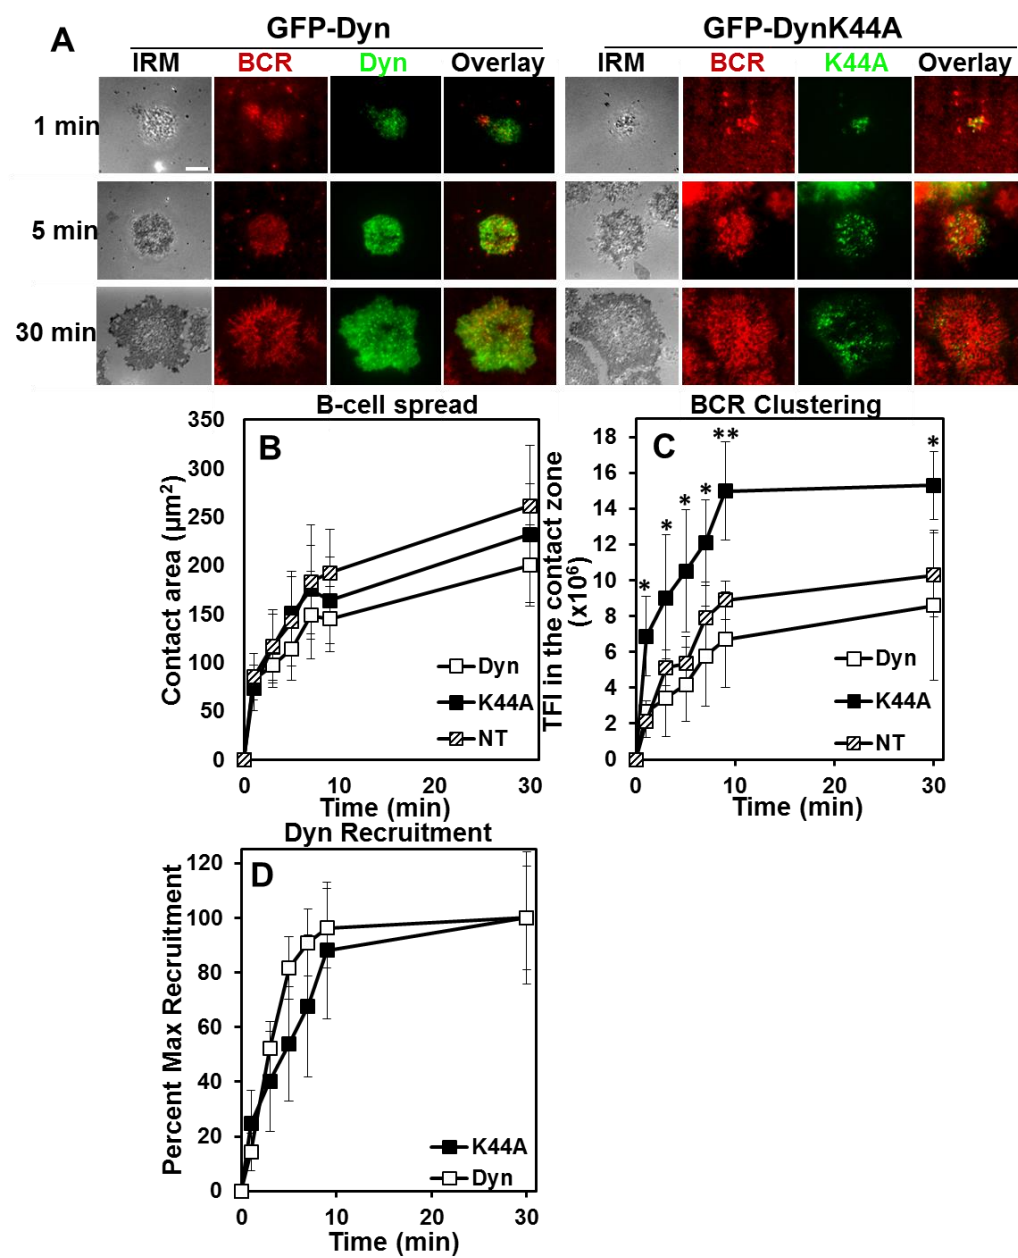 A
GFP-Dyn GFP-DynK44A
IRM BCR Dyn Overlay IRM BCR K44A Overlay
1 min
5 min
30 min
B-cell spread
B
Contact area (µm²)
350
300
250
200
150
100
50
0
Dyn
K44A
NT
0 10 20 30
Time (min)
BCR Clustering
C
TFI in the contact zone
(x10⁶)
18
16
14
12
10
8
6
4
2
0
* * * * ** *
Dyn
K44A
NT
0 10 20 30
Time (min)
Dyn Recruitment
D
Percent Max Recruitment
120
100
80
60
40
20
0
K44A
Dyn
0 10 20 30
Time (min)